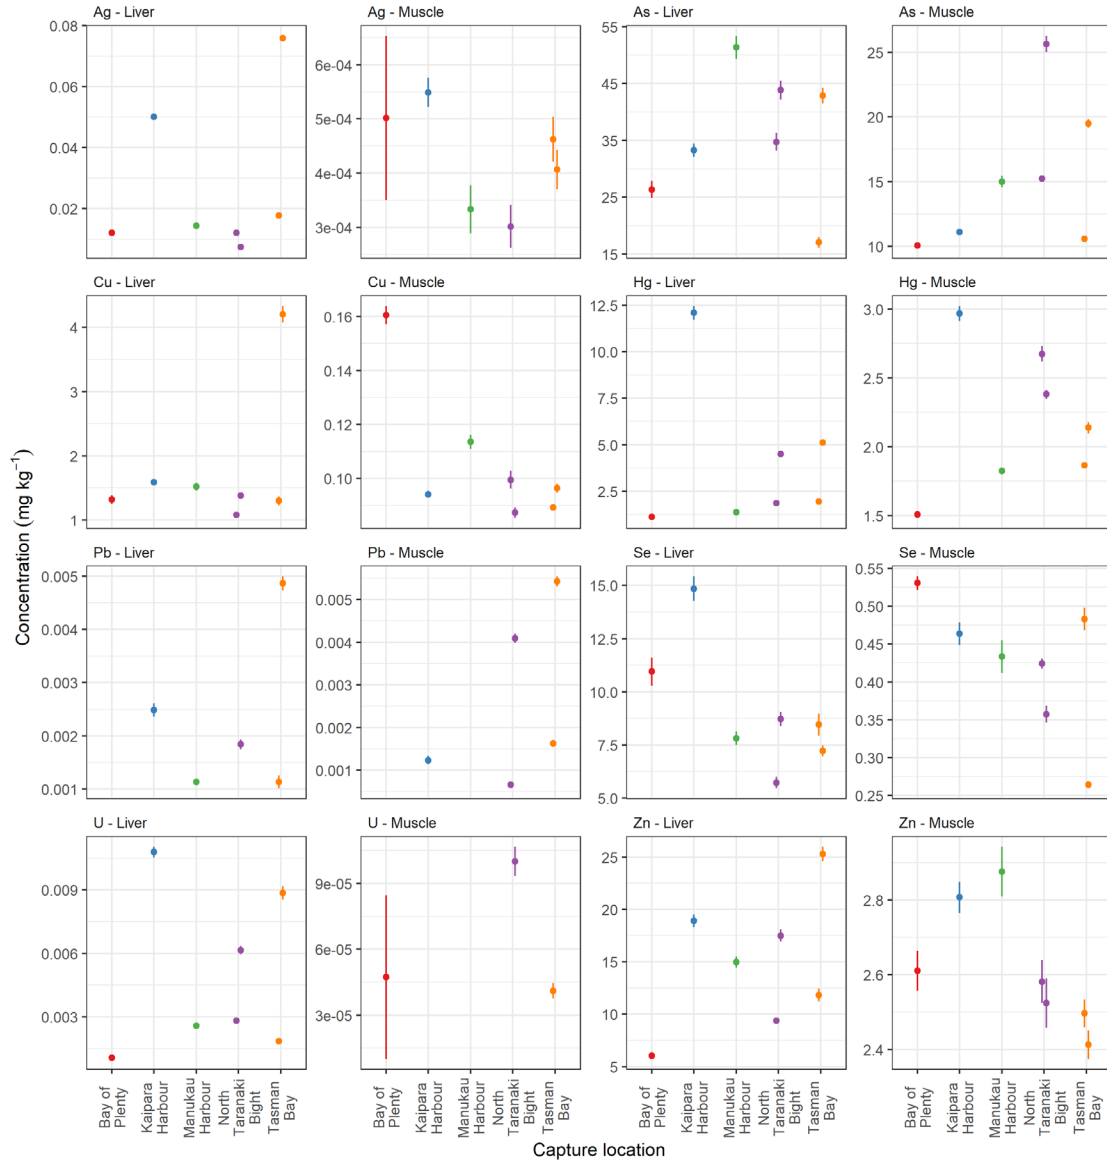 Ag - Liver
Ag - Muscle
As - Liver
As - Muscle
0.08
0.06
0.04
0.02
6e-04
5e-04
4e-04
3e-04
55
45
35
25
15
25
20
15
10
Cu - Liver
Cu - Muscle
Hg - Liver
Hg - Muscle
4
3
2
1
0.16
0.12
0.10
12.5
10.0
7.5
5.0
2.5
3.0
2.5
2.0
1.5
Concentration (mg kg⁻¹)
Pb - Liver
Pb - Muscle
Se - Liver
Se - Muscle
0.005
0.004
0.003
0.002
0.001
0.005
0.004
0.003
0.002
0.001
15.0
12.5
10.0
7.5
5.0
0.55
0.50
0.45
0.40
0.35
0.30
0.25
U - Liver
U - Muscle
Zn - Liver
Zn - Muscle
0.009
0.006
0.003
9e-05
6e-05
3e-05
25
20
15
10
5
2.8
2.6
2.4
Bay of
Plenty
Kaipara
Harbour
Manukau
Harbour
North
Taranaki
Bight
Tasman
Bay
Bay of
Plenty
Kaipara
Harbour
Manukau
Harbour
North
Taranaki
Bight
Tasman
Bay
Bay of
Plenty
Kaipara
Harbour
Manukau
Harbour
North
Taranaki
Bight
Tasman
Bay
Bay of
Plenty
Kaipara
Harbour
Manukau
Harbour
North
Taranaki
Bight
Tasman
Bay
Capture location